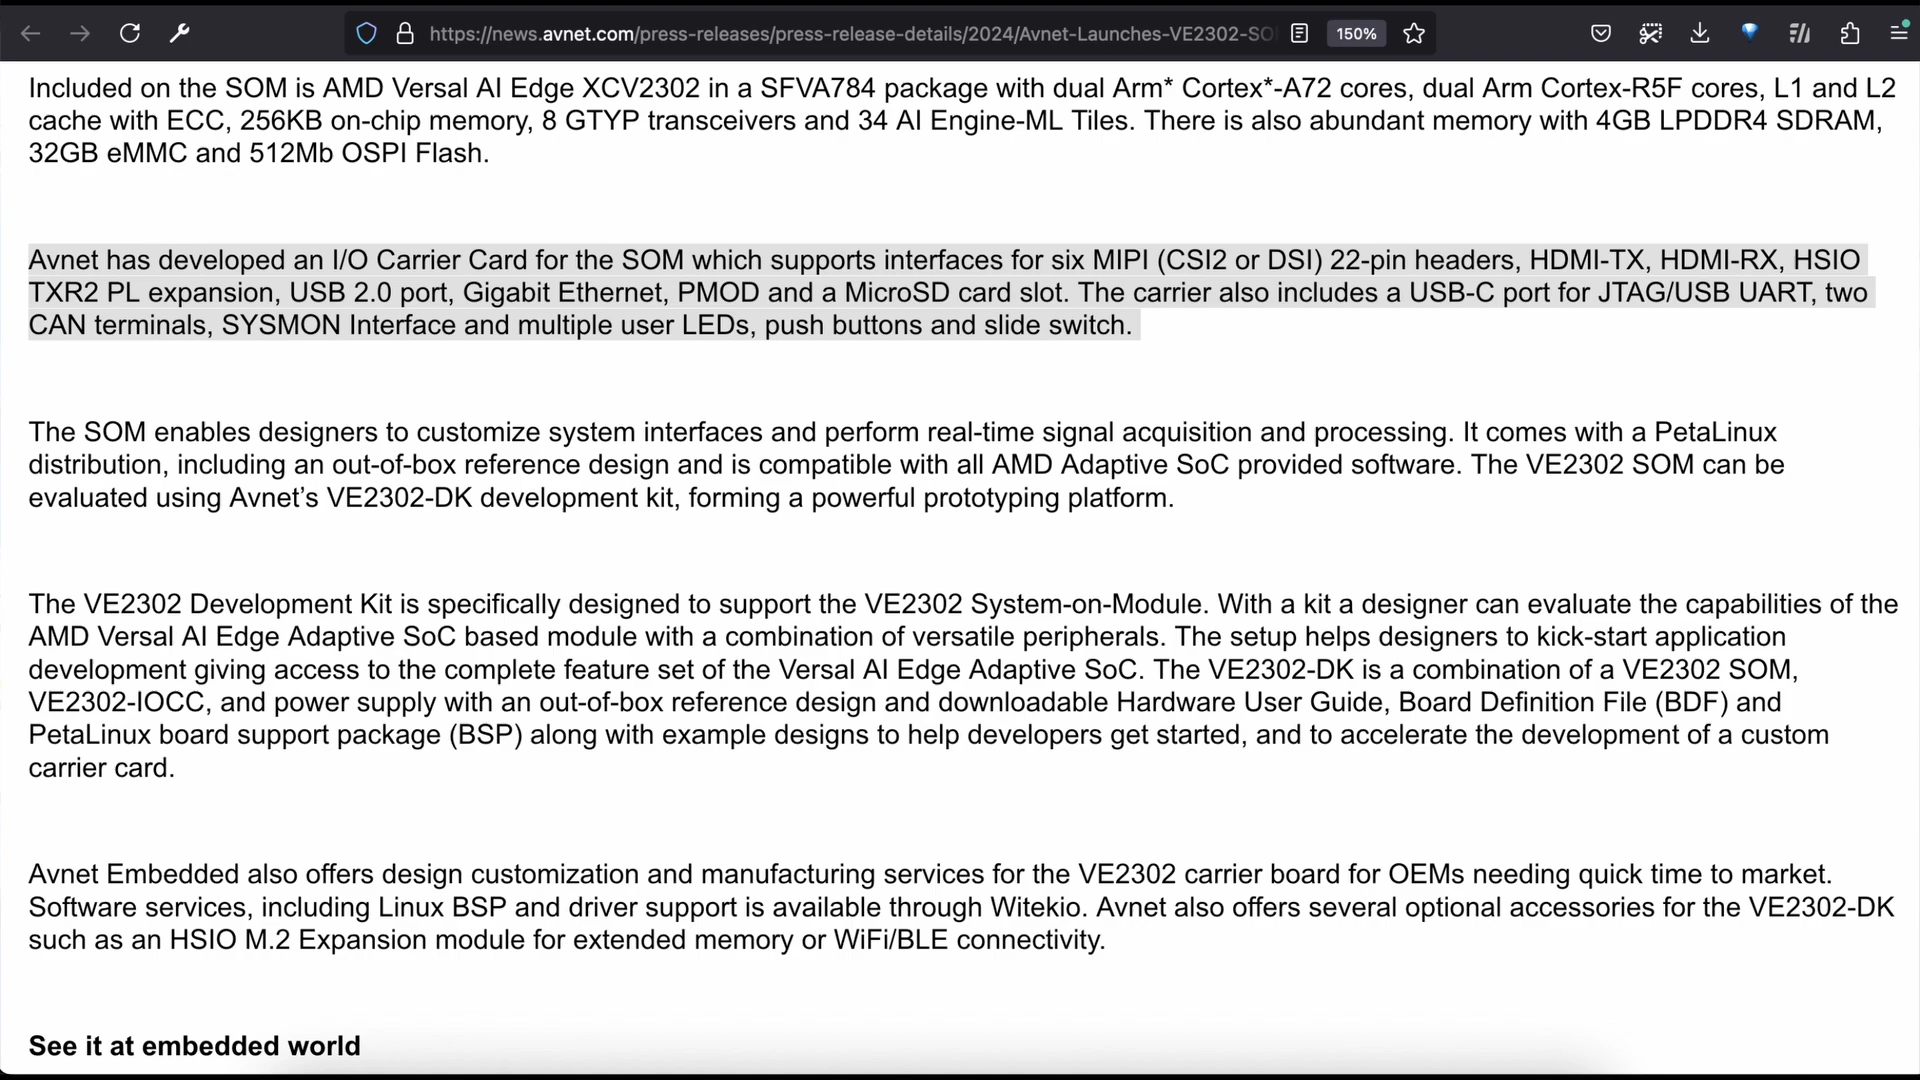 https://news.avnet.com/press-releases/press-release-details/2024/Avnet-Launches-VE2302-SO
150%
Included on the SOM is AMD Versal AI Edge XCV2302 in a SFVA784 package with dual Arm* Cortex*-A72 cores, dual Arm Cortex-R5F cores, L1 and L2
cache with ECC, 256KB on-chip memory, 8 GTYP transceivers and 34 AI Engine-ML Tiles. There is also abundant memory with 4GB LPDDR4 SDRAM,
32GB eMMC and 512Mb OSPI Flash.
Avnet has developed an I/O Carrier Card for the SOM which supports interfaces for six MIPI (CSI2 or DSI) 22-pin headers, HDMI-TX, HDMI-RX, HSIO
TXR2 PL expansion, USB 2.0 port, Gigabit Ethernet, PMOD and a MicroSD card slot. The carrier also includes a USB-C port for JTAG/USB UART, two
CAN terminals, SYSMON Interface and multiple user LEDs, push buttons and slide switch.
The SOM enables designers to customize system interfaces and perform real-time signal acquisition and processing. It comes with a PetaLinux
distribution, including an out-of-box reference design and is compatible with all AMD Adaptive SoC provided software. The VE2302 SOM can be
evaluated using Avnet’s VE2302-DK development kit, forming a powerful prototyping platform.
The VE2302 Development Kit is specifically designed to support the VE2302 System-on-Module. With a kit a designer can evaluate the capabilities of the
AMD Versal AI Edge Adaptive SoC based module with a combination of versatile peripherals. The setup helps designers to kick-start application
development giving access to the complete feature set of the Versal AI Edge Adaptive SoC. The VE2302-DK is a combination of a VE2302 SOM,
VE2302-IOCC, and power supply with an out-of-box reference design and downloadable Hardware User Guide, Board Definition File (BDF) and
PetaLinux board support package (BSP) along with example designs to help developers get started, and to accelerate the development of a custom
carrier card.
Avnet Embedded also offers design customization and manufacturing services for the VE2302 carrier board for OEMs needing quick time to market.
Software services, including Linux BSP and driver support is available through Witekio. Avnet also offers several optional accessories for the VE2302-DK
such as an HSIO M.2 Expansion module for extended memory or WiFi/BLE connectivity.
See it at embedded world